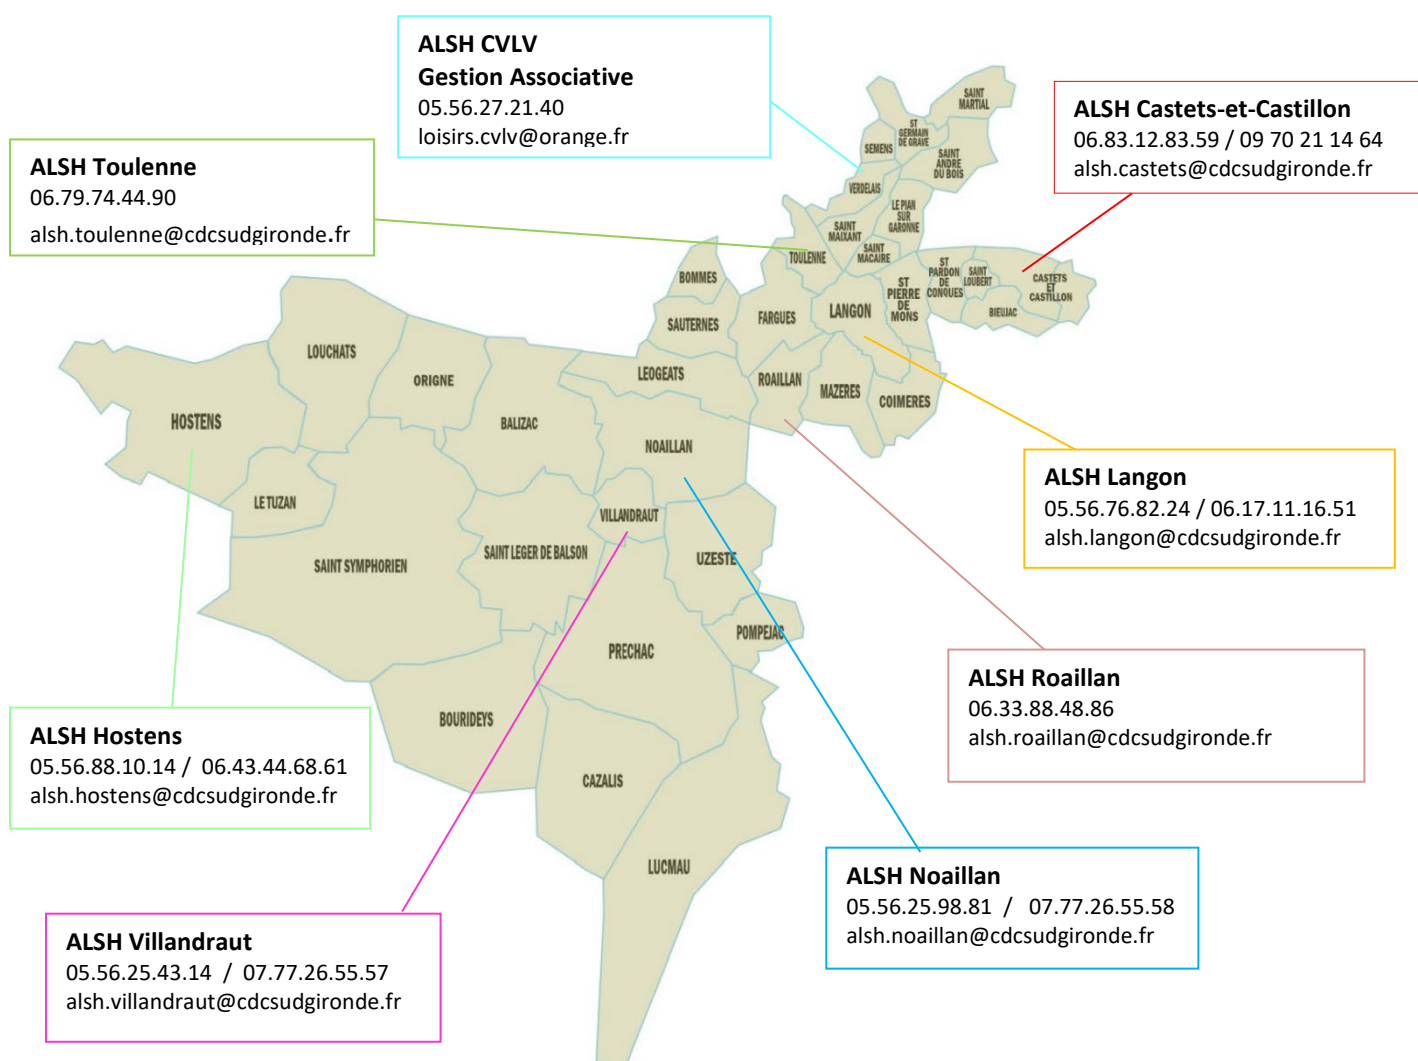 ALSH CVLV
Gestion Associative
05.56.27.21.40
loisirs.cvlv@orange.fr
ALSH Castets-et-Castillon
06.83.12.83.59 / 09 70 21 14 64
alsh.castets@cdcsudgironde.fr
ALSH Toulenne
06.79.74.44.90
alsh.toulenne@cdcsudgironde.fr
SAINT
MARTIAL
ST
GERMAIN
DE GRAVE
SEMENS
SAINT
ANDRE
DU BOIS
VERDELAIS
LE PIAN
SUR
GARONNE
SAINT
MAIXANT
SAINT
MACAIRE
TOULENNE
BOMMES
ST
PARDON
DE
CONQUES
SAINT
LOUBERT
CASTETS
ET
CASTILLON
BIEUJAC
ST
PIERRE
DE
MONS
LANGON
FARGUES
SAUTERNES
LEOGEATS
ROAILLAN
MAZERES
COIMERES
LOUCHATS
ORIGNE
HOSTENS
BALIZAC
NOAILLAN
LE TUZAN
VILLANDRAUT
SAINT SYMPHORIEN
SAINT LEGER DE BALSON
UZESTE
POMPEJAC
PRECHAC
BOURIDEYS
CAZALIS
LUCMAU
ALSH Langon
05.56.76.82.24 / 06.17.11.16.51
alsh.langon@cdcsudgironde.fr
ALSH Roaillan
06.33.88.48.86
alsh.roaillan@cdcsudgironde.fr
ALSH Hostens
05.56.88.10.14 / 06.43.44.68.61
alsh.hostens@cdcsudgironde.fr
ALSH Noaillan
05.56.25.98.81 / 07.77.26.55.58
alsh.noaillan@cdcsudgironde.fr
ALSH Villandraut
05.56.25.43.14 / 07.77.26.55.57
alsh.villandraut@cdcsudgironde.fr